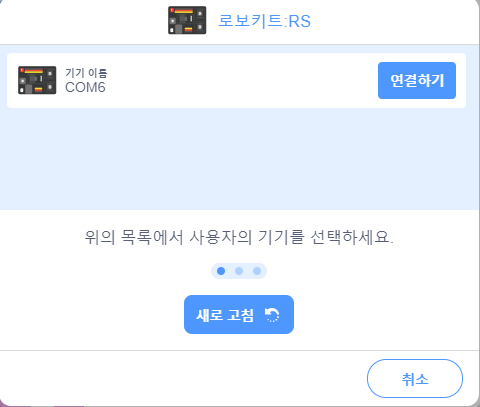 로보키트:RS
기기 이름
COM6
연결하기
위의 목록에서 사용자의 기기를 선택하세요.
새로 고침
취소